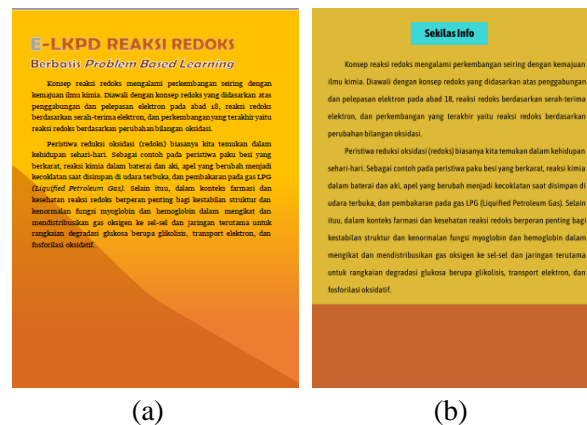 E-LKPD REAKSI REDOKS
Berbasis Problem Based Learning
Konsep reaksi redoks mengalami perkembangan seiring dengan
kemajuan ilmu kimia. Diawali dengan konsep redoks yang didasarkan atas
penggabungan dan pelepasan elektron pada abad 18, reaksi redoks
berdasarkan serah-terima elektron, dan perkembangan yang terakhir yaitu
reaksi redoks berdasarkan perubahan bilangan oksidasi.
Peristiwa reduksi oksidasi (redoks) biasanya kita temukan dalam
kehidupan sehari-hari. Sebagai contoh pada peristiwa paku besi yang
berkarat, reaksi kimia dalam baterai dan aki, apel yang berubah menjadi
kecoklatan saat disimpan di udara terbuka, dan pembakaran pada gas LPG
(Liquified Petroleum Gas). Selain ituu, dalam konteks farmasi dan
kesehatan reaksi redoks berperan penting bagi kestabilan struktur dan
kenormalan fungsi myoglobin dan hemoglobin dalam mengikat dan
mendistribusikan gas oksigen ke sel-sel dan jaringan terutama untuk
rangkaian degradasi glukosa berupa glikolisis, transport elektron, dan
fosforilasi oksidatif.
(a)
Sekilas Info
Konsep reaksi redoks mengalami perkembangan seiring dengan kemajuan
ilmu kimia. Diawali dengan konsep redoks yang didasarkan atas penggabungan
dan pelepasan elektron pada abad 18, reaksi redoks berdasarkan serah-terima
elektron, dan perkembangan yang terakhir yaitu reaksi redoks berdasarkan
perubahan bilangan oksidasi.
Peristiwa reduksi oksidasi (redoks) biasanya kita temukan dalam kehidupan
sehari-hari. Sebagai contoh pada peristiwa paku besi yang berkarat, reaksi kimia
dalam baterai dan aki, apel yang berubah menjadi kecoklatan saat disimpan di
udara terbuka, dan pembakaran pada gas LPG (Liquified Petroleum Gas). Selain
ituu, dalam konteks farmasi dan kesehatan reaksi redoks berperan penting bagi
kestabilan struktur dan kenormalan fungsi myoglobin dan hemoglobin dalam
mengikat dan mendistribusikan gas oksigen ke sel-sel dan jaringan terutama
untuk rangkaian degradasi glukosa berupa glikolisis, transport elektron, dan
fosforilasi oksidatif.
(b)